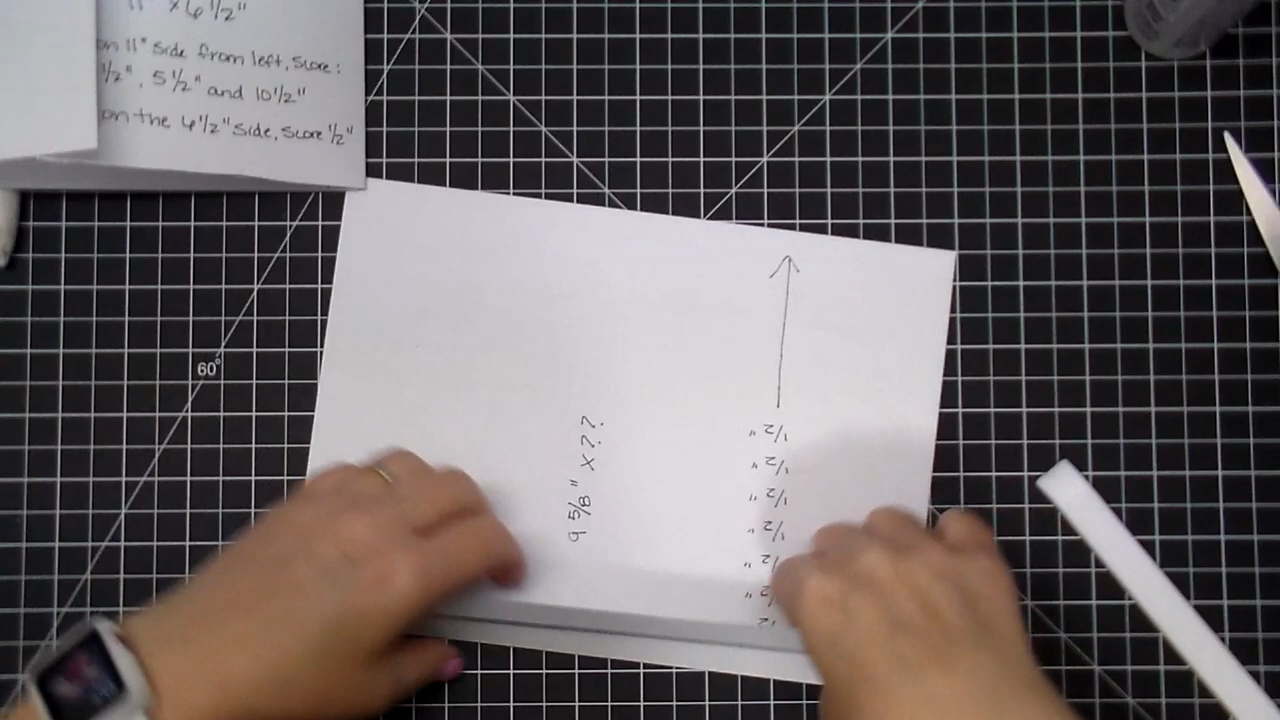 11" x 6 1/2"
on 11" side from left, score:
1/2", 5 1/2" and 10 1/2"
on the 6 1/2" side, score 1/2"
60°
9 5/8" x ??
1/2"
1/2"
1/2"
1/2"
1/2"
1/2"